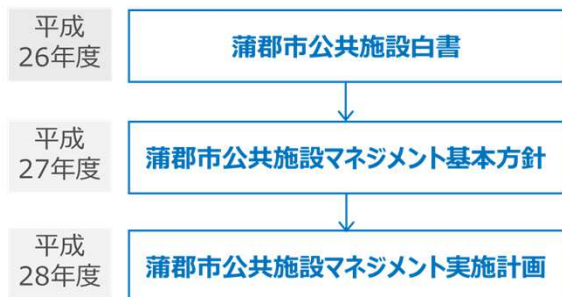 平成
26年度
蒲郡市公共施設白書
平成
27年度
蒲郡市公共施設マネジメント基本方針
平成
28年度
蒲郡市公共施設マネジメント実施計画